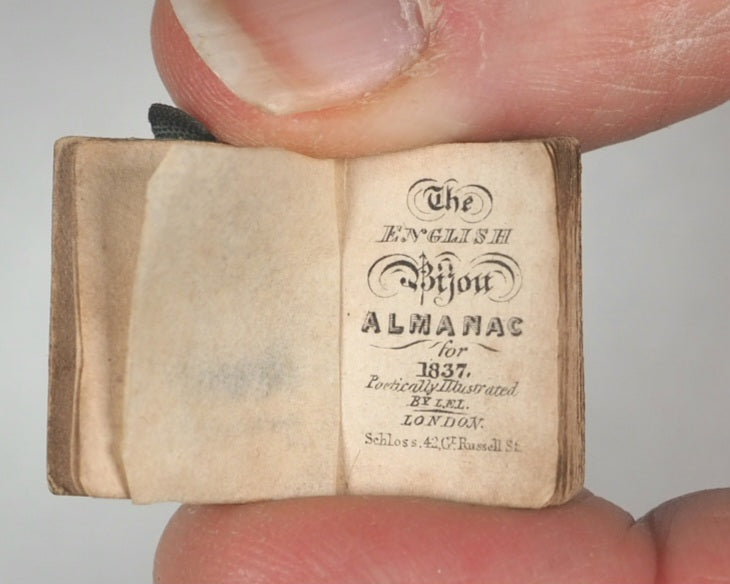 The
ENGLISH
Bijou
ALMANAC
for
1837.
Poetically Illustrated
BY L.E.L.
LONDON.
Schloss, 42, Gt. Russell St.